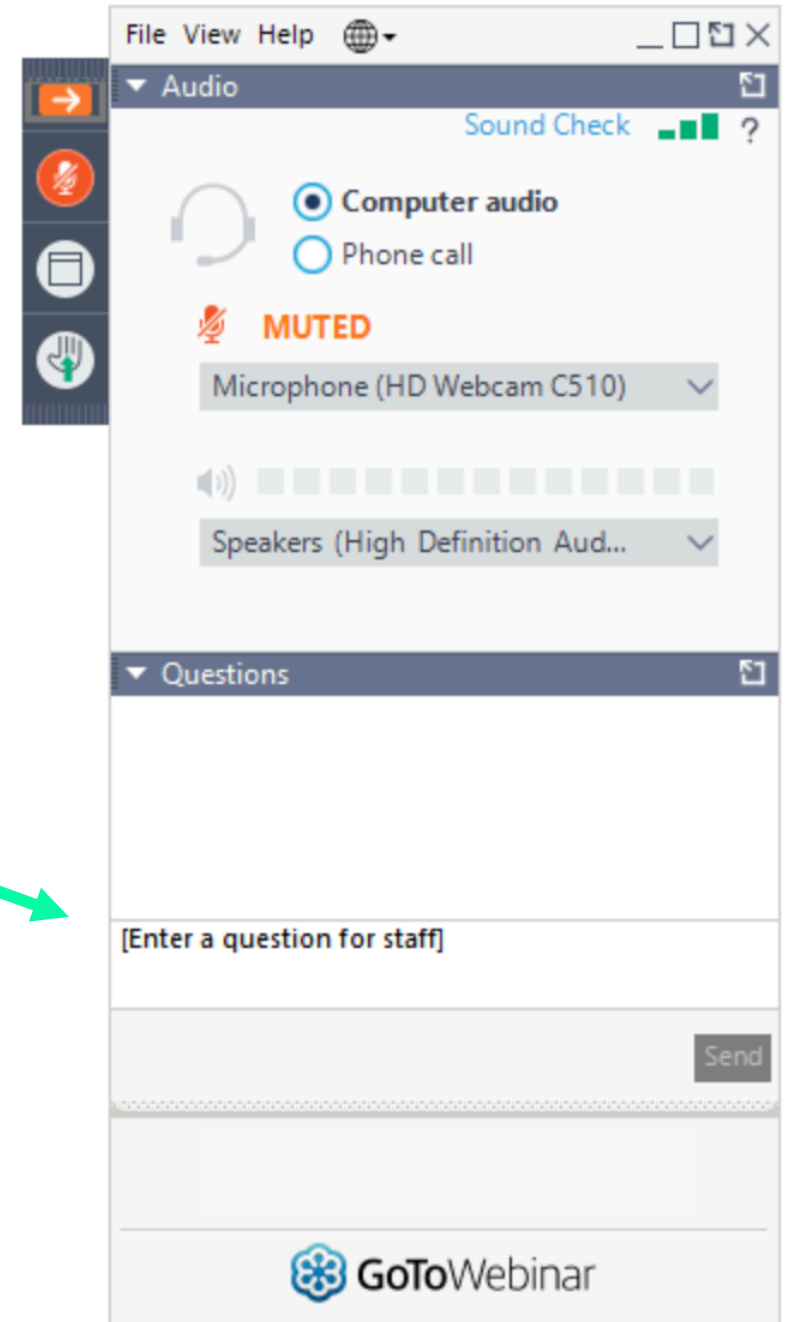 File View Help
Audio
Sound Check ?
Computer audio
Phone call
MUTED
Microphone (HD Webcam C510)
Speakers (High Definition Aud...
Questions
[Enter a question for staff]
Send
GoToWebinar